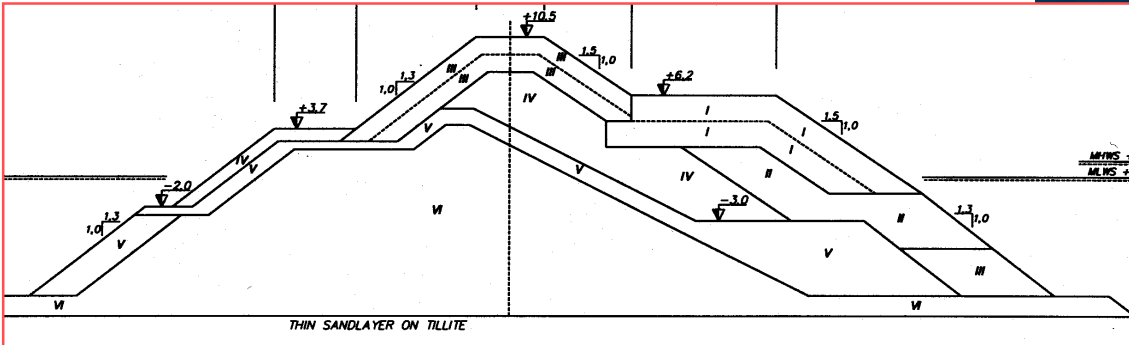 +10.5
III
1.5
1,0
III
III
III
1.3
1,0
+6.2
IV
I
1.5
1,0
+3.7
I
I
I
V
IV
V
V
MHWS +
MLWS +
IV
II
-2.0
VI
-3.0
II
1.3
1,0
1.3
1,0
V
V
III
VI
VI
THIN SANDLAYER ON TILLITE